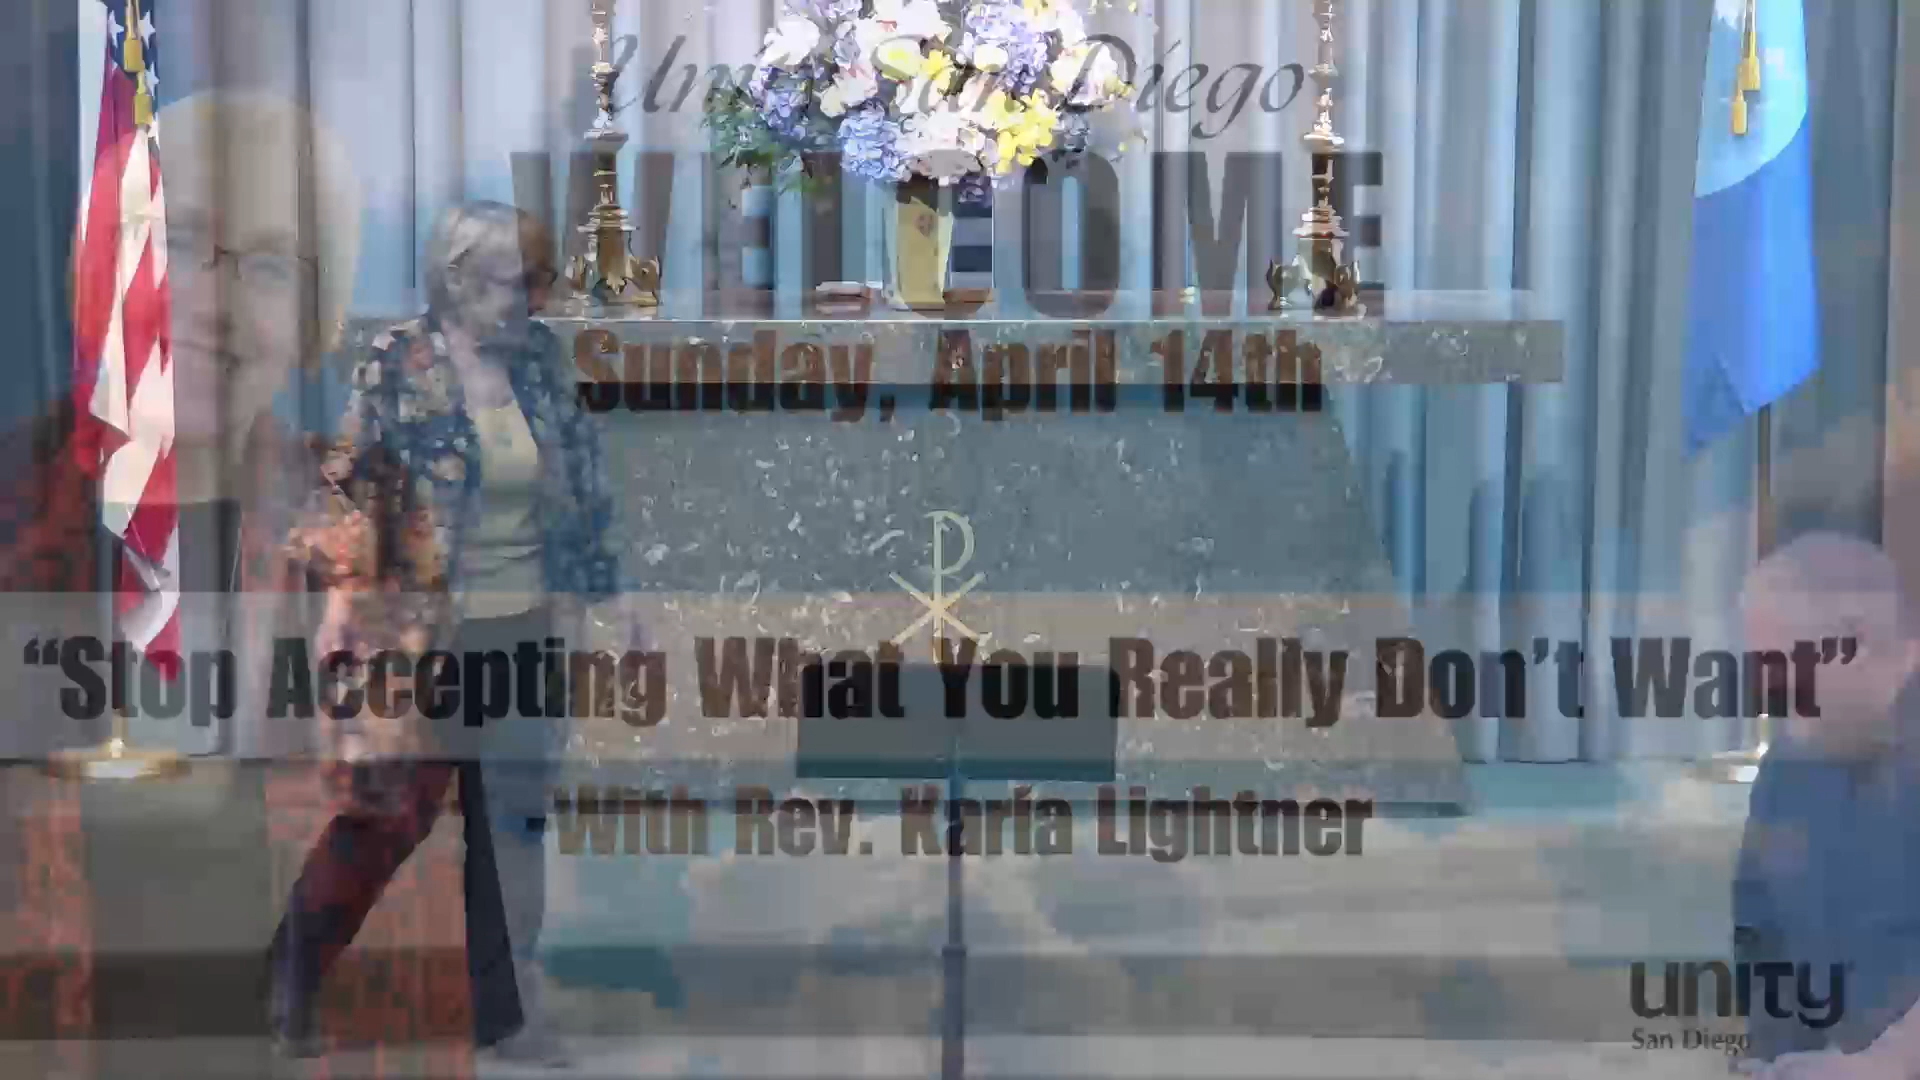 Unity San Diego
WELCOME
Sunday, April 14th
“Stop Accepting What You Really Don’t Want”
With Rev. Karla Lightner
unity
San Diego